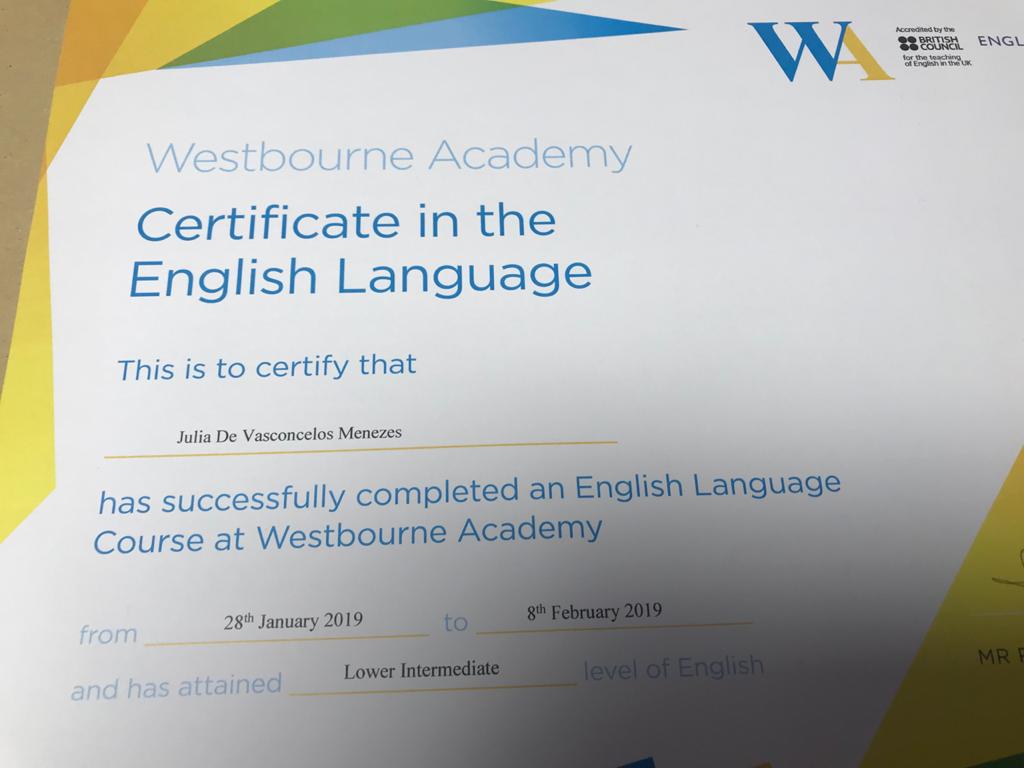 WA
Accredited by the
BRITISH
COUNCIL
for the teaching
of English in the UK
Westbourne Academy
Certificate in the
English Language
This is to certify that
Julia De Vasconcelos Menezes
has successfully completed an English Language
Course at Westbourne Academy
from 28th January 2019 to 8th February 2019
and has attained Lower Intermediate level of English
MR